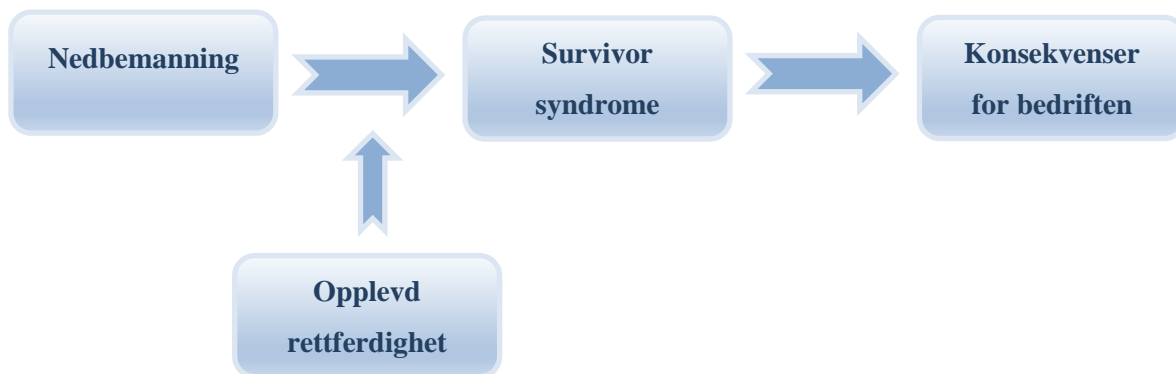 Nedbemanning
Survivor
syndrome
Konsekvenser
for bedriften
Opplevd
rettferdighet